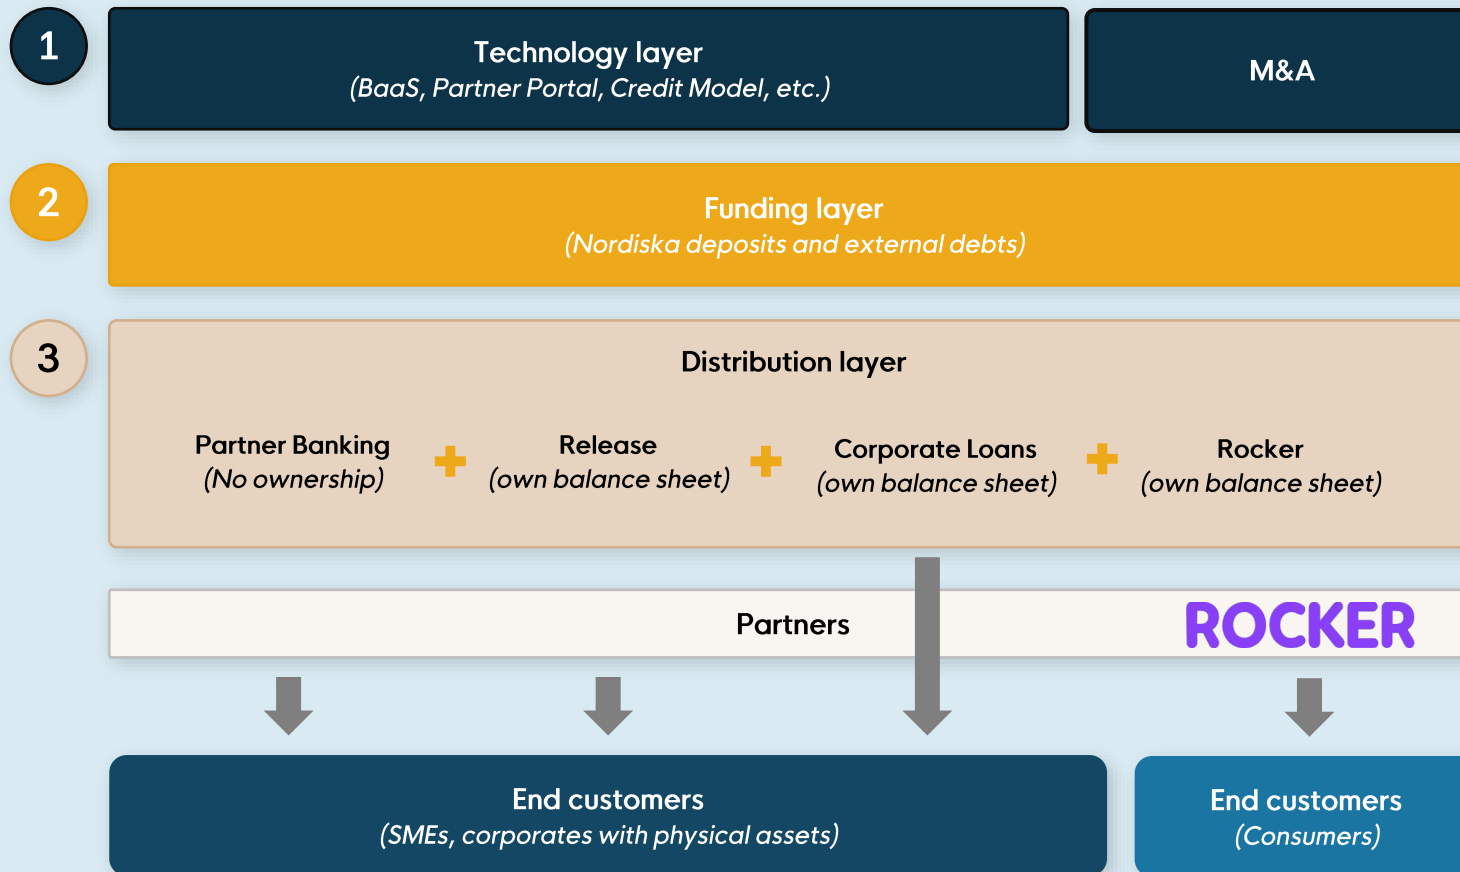 1
Technology layer
(BaaS, Partner Portal, Credit Model, etc.)
M&A
2
Funding layer
(Nordiska deposits and external debts)
3
Distribution layer
Partner Banking
(No ownership)
Release
(own balance sheet)
Corporate Loans
(own balance sheet)
Rocker
(own balance sheet)
Partners
ROCKER
End customers
(SMEs, corporates with physical assets)
End customers
(Consumers)